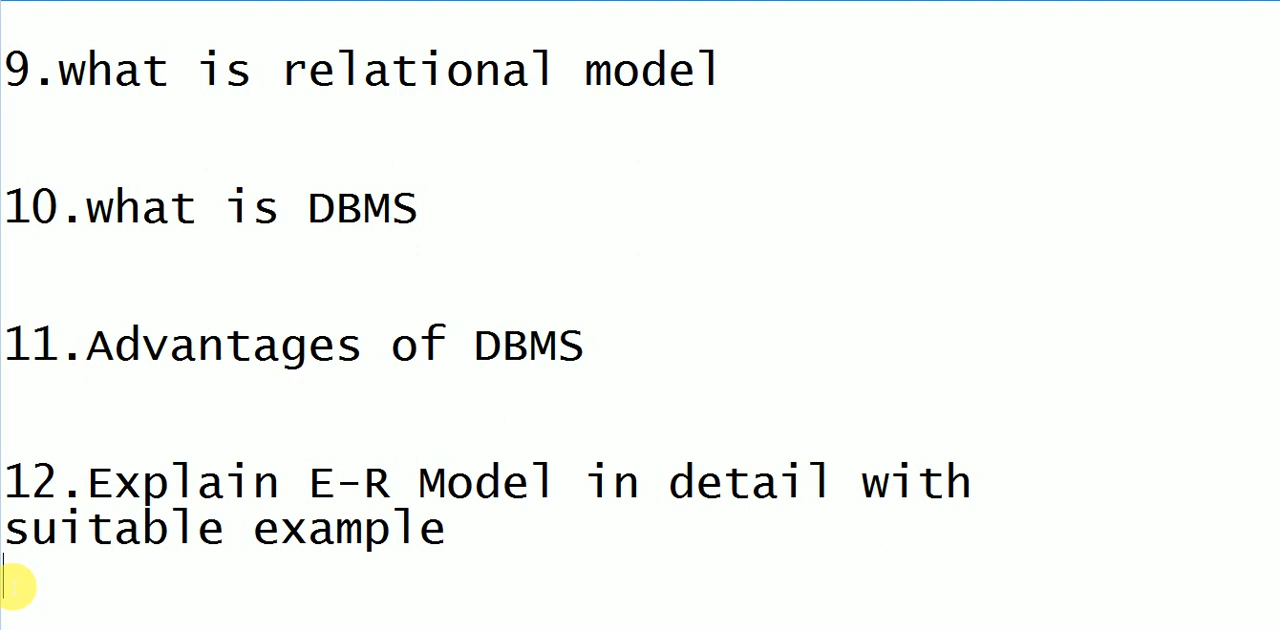 9.what is relational model
10.what is DBMS
11.Advantages of DBMS
12.Explain E-R Model in detail with
suitable example